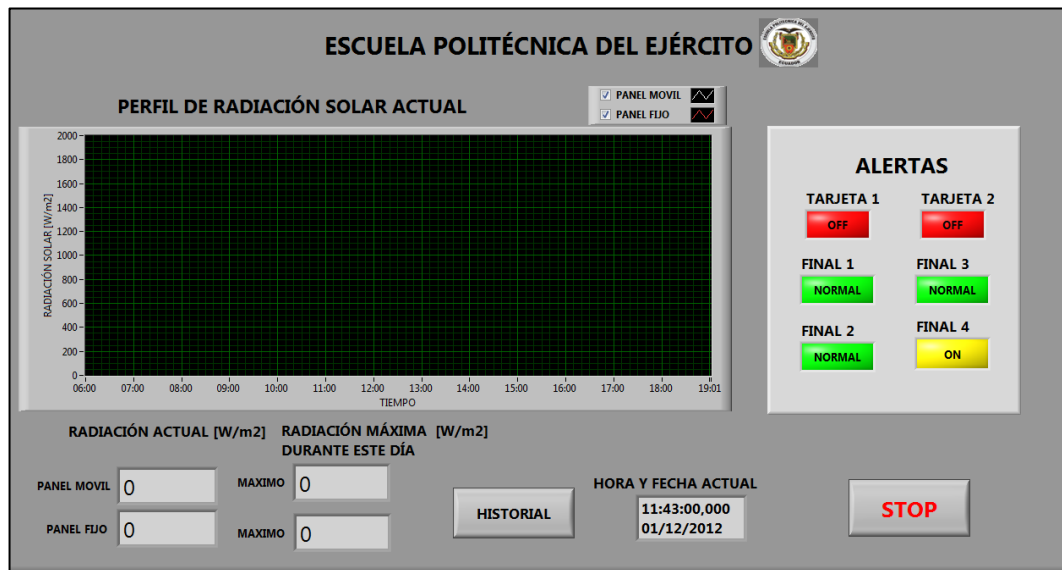 ESCUELA POLITÉCNICA DEL EJÉRCITO
ECUADOR
PERFIL DE RADIACIÓN SOLAR ACTUAL
PANEL MOVIL
PANEL FIJO
RADIACIÓN SOLAR [W/m2]
2000
1800
1600
1400
1200
1000
800
600
400
200
0
06:00 07:00 08:00 09:00 10:00 11:00 12:00 13:00 14:00 15:00 16:00 17:00 18:00 19:01
TIEMPO
ALERTAS
TARJETA 1 TARJETA 2
OFF OFF
FINAL 1 FINAL 3
NORMAL NORMAL
FINAL 2 FINAL 4
NORMAL ON
RADIACIÓN ACTUAL [W/m2]
RADIACIÓN MÁXIMA [W/m2]
DURANTE ESTE DÍA
PANEL MOVIL 0 MAXIMO 0
PANEL FIJO 0 MAXIMO 0
HISTORIAL
HORA Y FECHA ACTUAL
11:43:00,000
01/12/2012
STOP